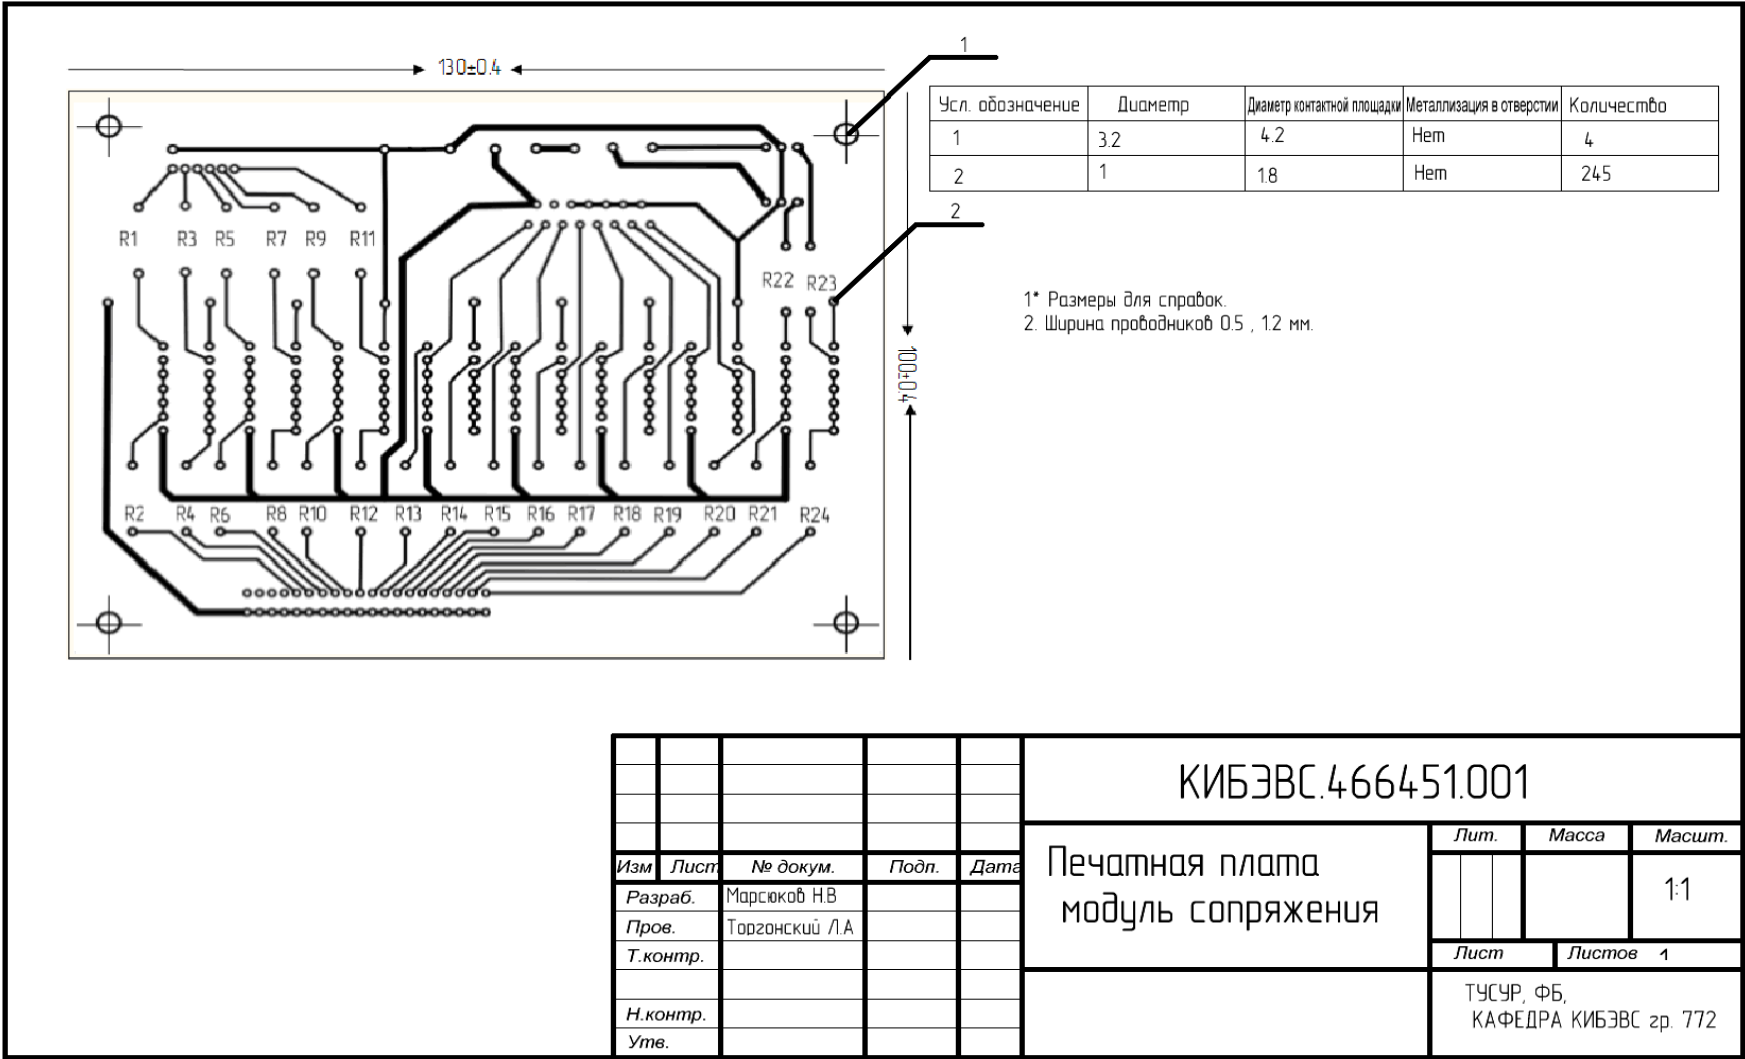 1
130±0.4
Усл. обозначение Диаметр Диаметр контактной площадки Металлизация в отверстии Количество
1 3.2 4.2 Нет 4
2 1 1.8 Нет 245
2
R1 R3 R5 R7 R9 R11
R22 R23
1* Размеры для справок.
2. Ширина проводников 0.5 , 1.2 мм.
100±0.4
R2 R4 R6 R8 R10 R12 R13 R14 R15 R16 R17 R18 R19 R20 R21 R24
КИБЭВС.466451.001
Лит. Масса Масшт.
Изм Лист № докум. Подп. Дата
Печатная плата
модуль сопряжения
1:1
Разраб. Марсюков Н.В
Пров. Торгонский Л.А
Т.контр.
Лист Листов 1
Н.контр.
Утв.
ТУСУР, ФБ,
КАФЕДРА КИБЭВС гр. 772